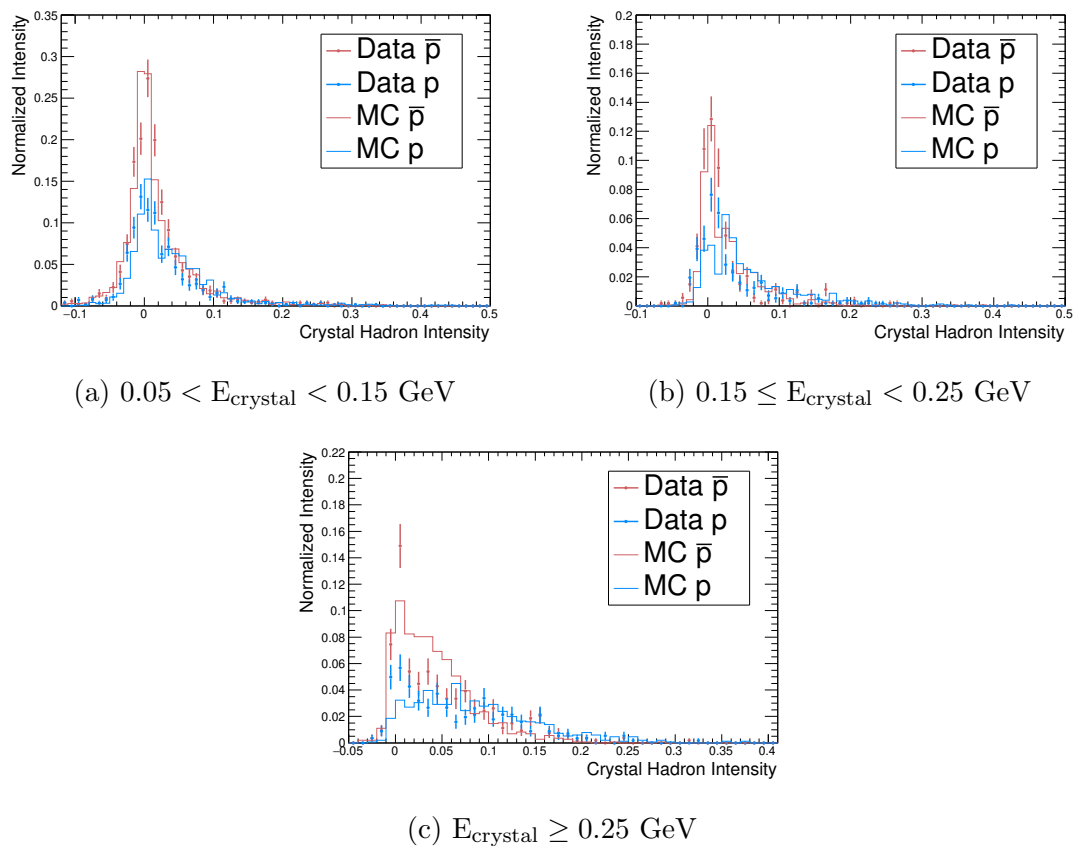 Normalized Intensity
0.35
0.3
0.25
0.2
0.15
0.1
0.05
0
−0.1 0 0.1 0.2 0.3 0.4 0.5
Crystal Hadron Intensity
Data p̅
Data p
MC p̅
MC p
(a) 0.05 < E_crystal < 0.15 GeV
Normalized Intensity
0.2
0.18
0.16
0.14
0.12
0.1
0.08
0.06
0.04
0.02
0
−0.1 0 0.1 0.2 0.3 0.4 0.5
Crystal Hadron Intensity
Data p̅
Data p
MC p̅
MC p
(b) 0.15 ≤ E_crystal < 0.25 GeV
Normalized Intensity
0.22
0.2
0.18
0.16
0.14
0.12
0.1
0.08
0.06
0.04
0.02
0
−0.05 0 0.05 0.1 0.15 0.2 0.25 0.3 0.35 0.4
Crystal Hadron Intensity
Data p̅
Data p
MC p̅
MC p
(c) E_crystal ≥ 0.25 GeV